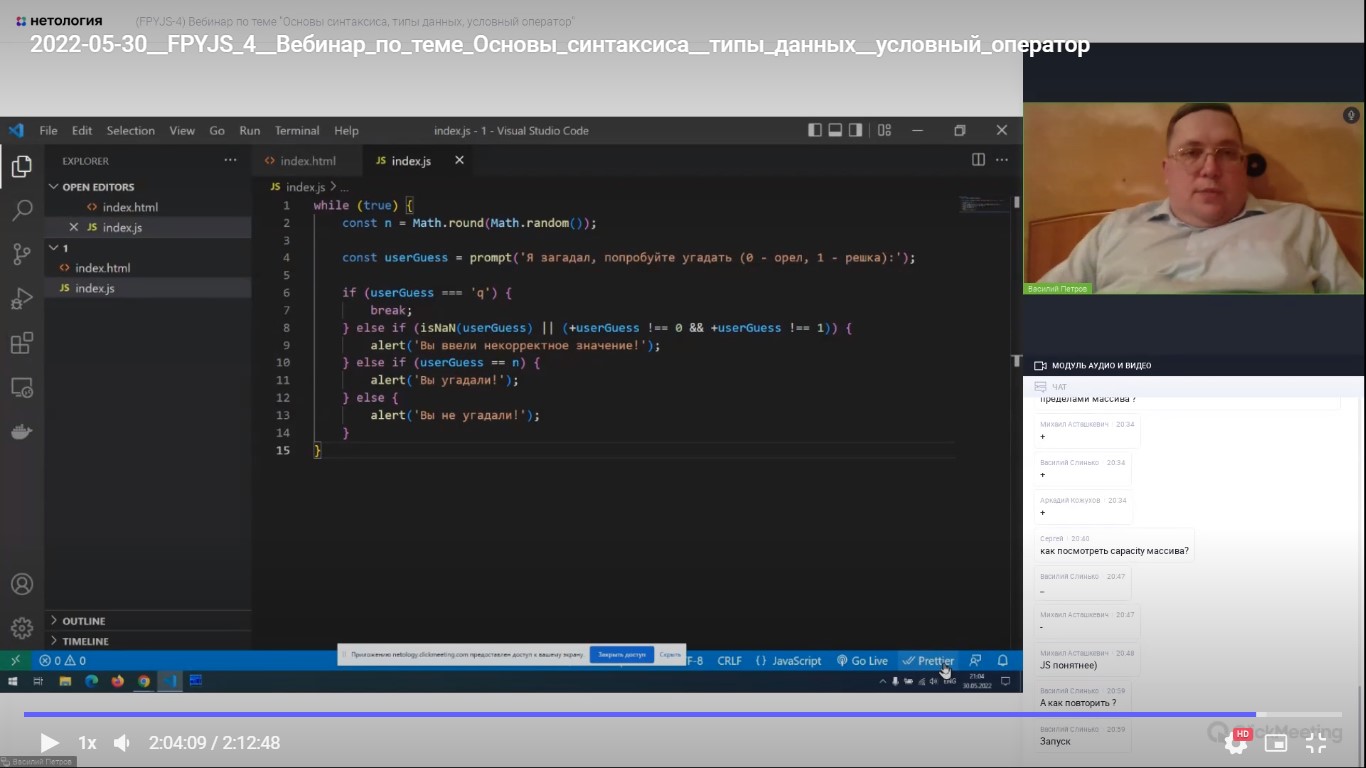 нетология
(FPYJS-4) Вебинар по теме "Основы синтаксиса, типы данных, условный оператор"
2022-05-30__FPYJS_4__Вебинар_по_теме_Основы_синтаксиса__типы_данных__условный_оператор
File Edit Selection View Go Run Terminal Help
index.js - 1 - Visual Studio Code
EXPLORER
OPEN EDITORS
index.html
JS index.js
1
index.html
JS index.js
OUTLINE
TIMELINE
index.html
JS index.js
JS index.js > ...
1 while (true) {
2 const n = Math.round(Math.random());
3
4 const userGuess = prompt('Я загадал, попробуйте угадать (0 - орел, 1 - решка):');
5
6 if (userGuess === 'q') {
7 break;
8 } else if (isNaN(userGuess) || (+userGuess !== 0 && +userGuess !== 1)) {
9 alert('Вы ввели некорректное значение!');
10 } else if (userGuess == n) {
11 alert('Вы угадали!');
12 } else {
13 alert('Вы не угадали!');
14 }
15 }
Приложению netology.clickmeeting.com предоставлен доступ к вашему экрану.
Закрыть доступ
Скрыть
0 0
F-8 CRLF {} JavaScript Go Live Prettier
ENG
21:04
30.05.2022
Василий Петров
МОДУЛЬ АУДИО И ВИДЕО
ЧАТ
пределами массива ?
Михаил Асташкевич 20:34
+
Василий Слинько 20:34
+
Аркадий Кожухов 20:34
+
Сергей 20:40
как посмотреть capacity массива?
Василий Слинько 20:47
_
Михаил Асташкевич 20:47
-
Михаил Асташкевич 20:48
JS понятнее)
Василий Слинько 20:59
А как повторить ?
Василий Слинько 20:59
Запуск
ClickMeeting
1x
2:04:09 / 2:12:48
HD
Василий Петров